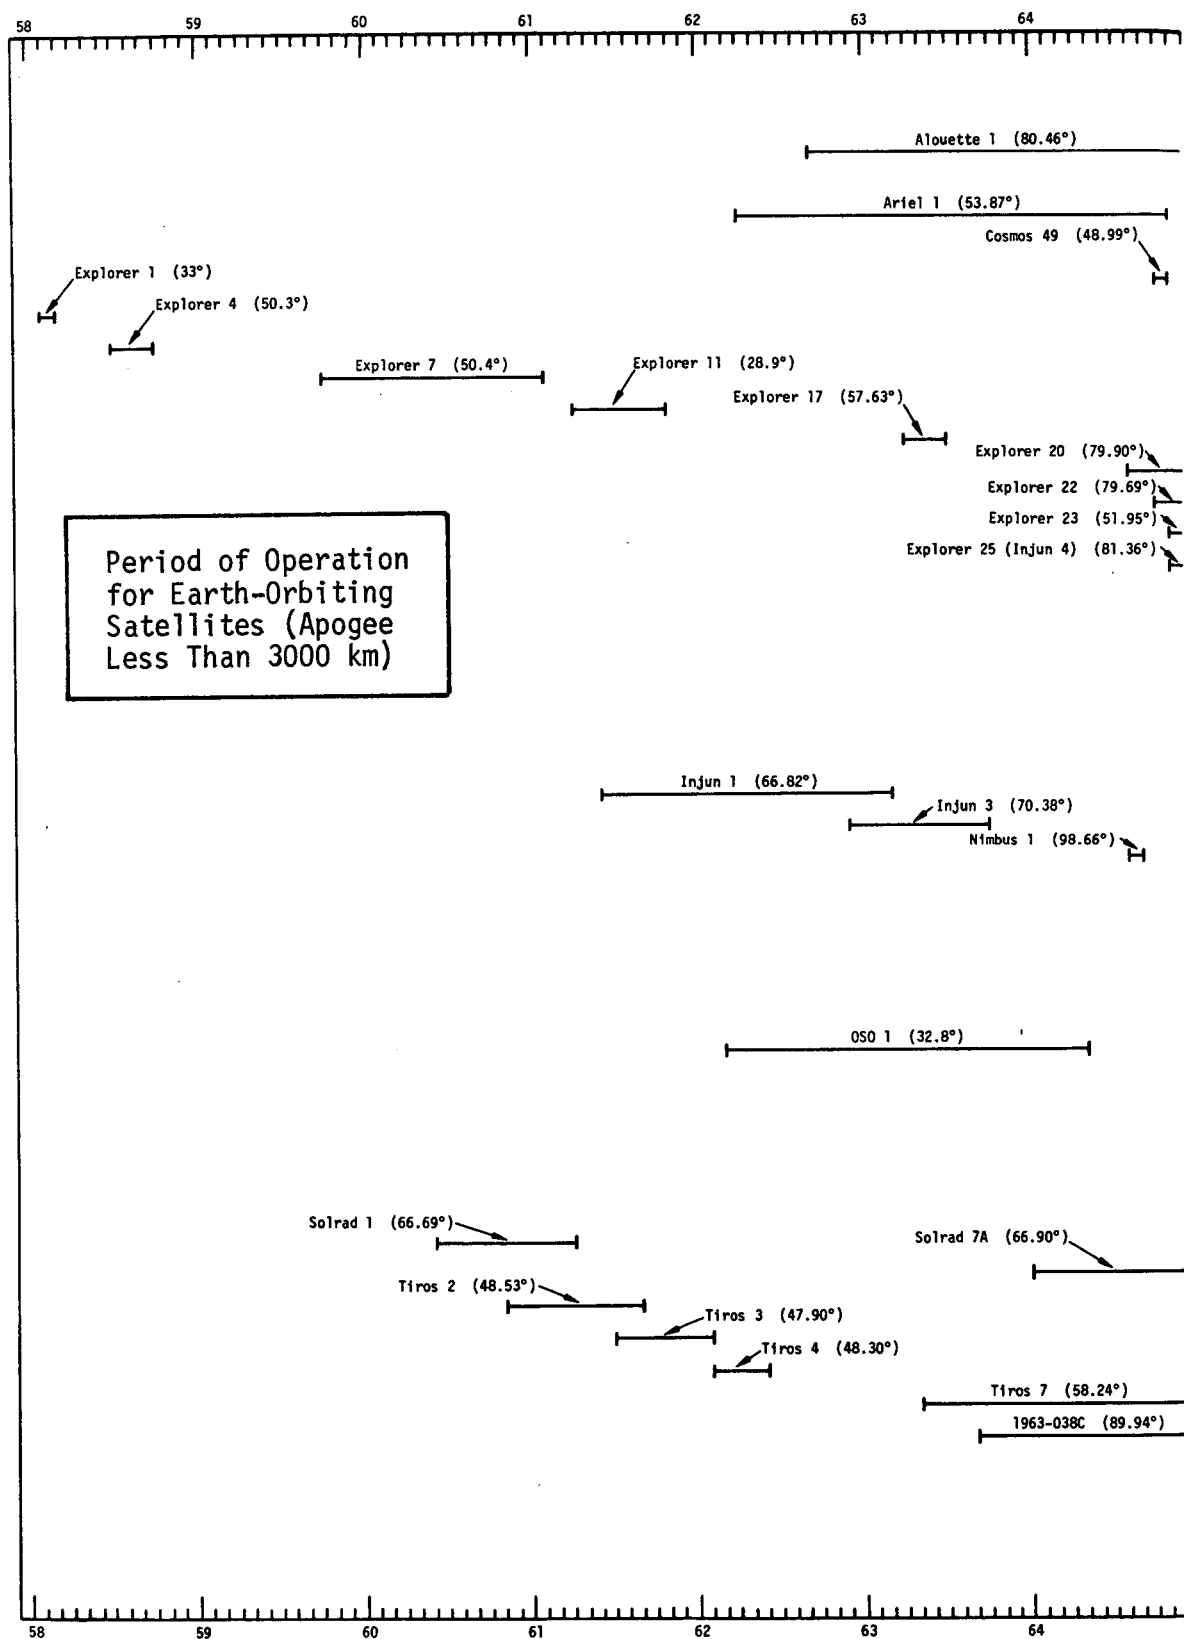 58 59 60 61 62 63 64
Alouette 1 (80.46°)
Ariel 1 (53.87°)
Cosmos 49 (48.99°)
Explorer 1 (33°)
Explorer 4 (50.3°)
Explorer 7 (50.4°)
Explorer 11 (28.9°)
Explorer 17 (57.63°)
Explorer 20 (79.90°)
Explorer 22 (79.69°)
Explorer 23 (51.95°)
Explorer 25 (Injun 4) (81.36°)
Period of Operation
for Earth-Orbiting
Satellites (Apogee
Less Than 3000 km)
Injun 1 (66.82°)
Injun 3 (70.38°)
Nimbus 1 (98.66°)
OSO 1 (32.8°)
Solrad 1 (66.69°)
Solrad 7A (66.90°)
Tiros 2 (48.53°)
Tiros 3 (47.90°)
Tiros 4 (48.30°)
Tiros 7 (58.24°)
1963-038C (89.94°)
58 59 60 61 62 63 64